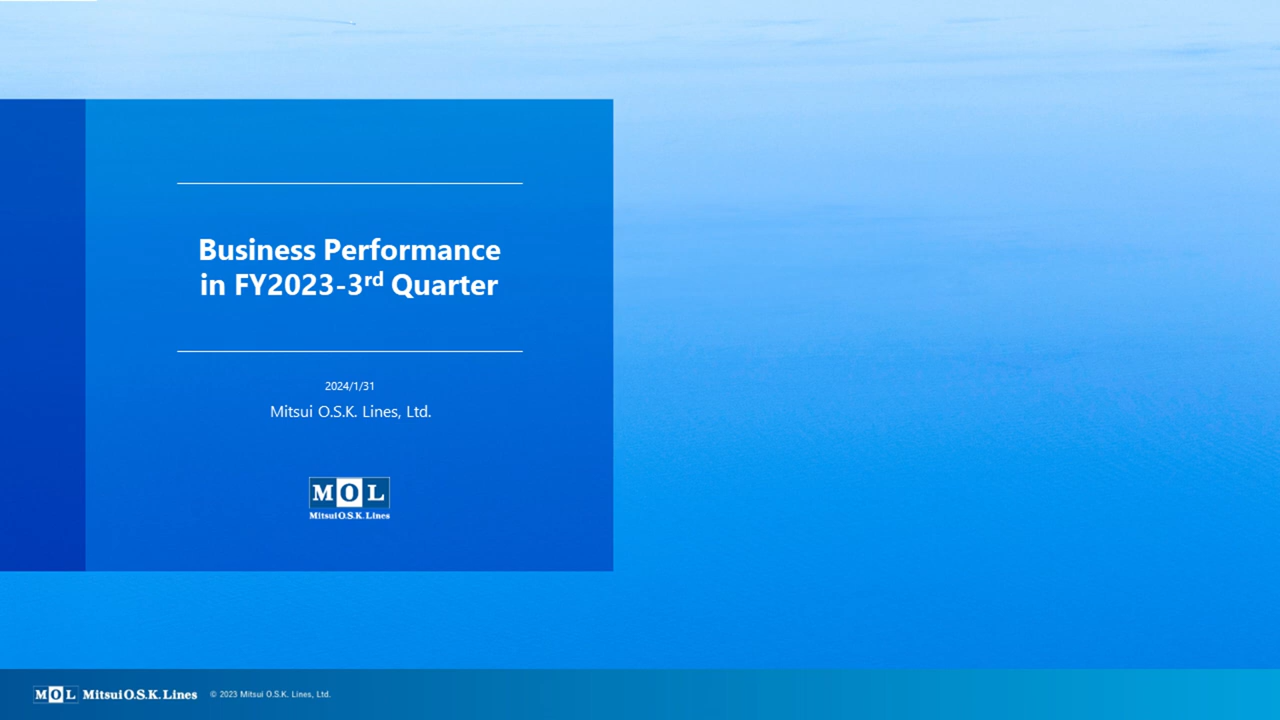 Business Performance
in FY2023-3rd Quarter
2024/1/31
Mitsui O.S.K. Lines, Ltd.
MOL
Mitsui O.S.K. Lines
MOL Mitsui O.S.K. Lines © 2023 Mitsui O.S.K. Lines, Ltd.